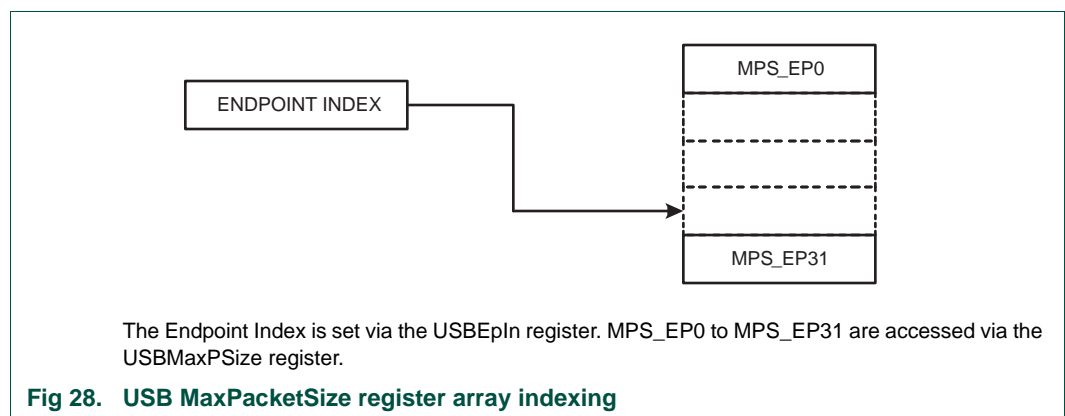 MPS_EP0
ENDPOINT INDEX
MPS_EP31
The Endpoint Index is set via the USBEpIn register. MPS_EP0 to MPS_EP31 are accessed via the
USBMaxPSize register.
Fig 28. USB MaxPacketSize register array indexing